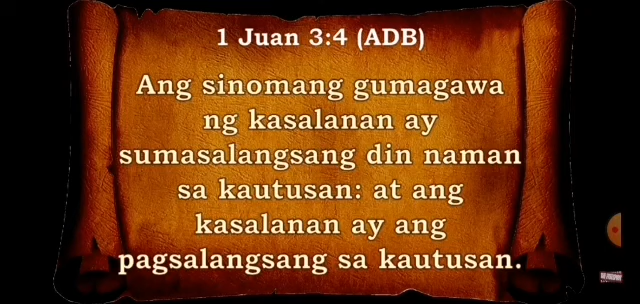 1 Juan 3:4 (ADB)
Ang sinomang gumagawa
ng kasalanan ay
sumasalangsang din naman
sa kautusan: at ang
kasalanan ay ang
pagsalangsang sa kautusan.